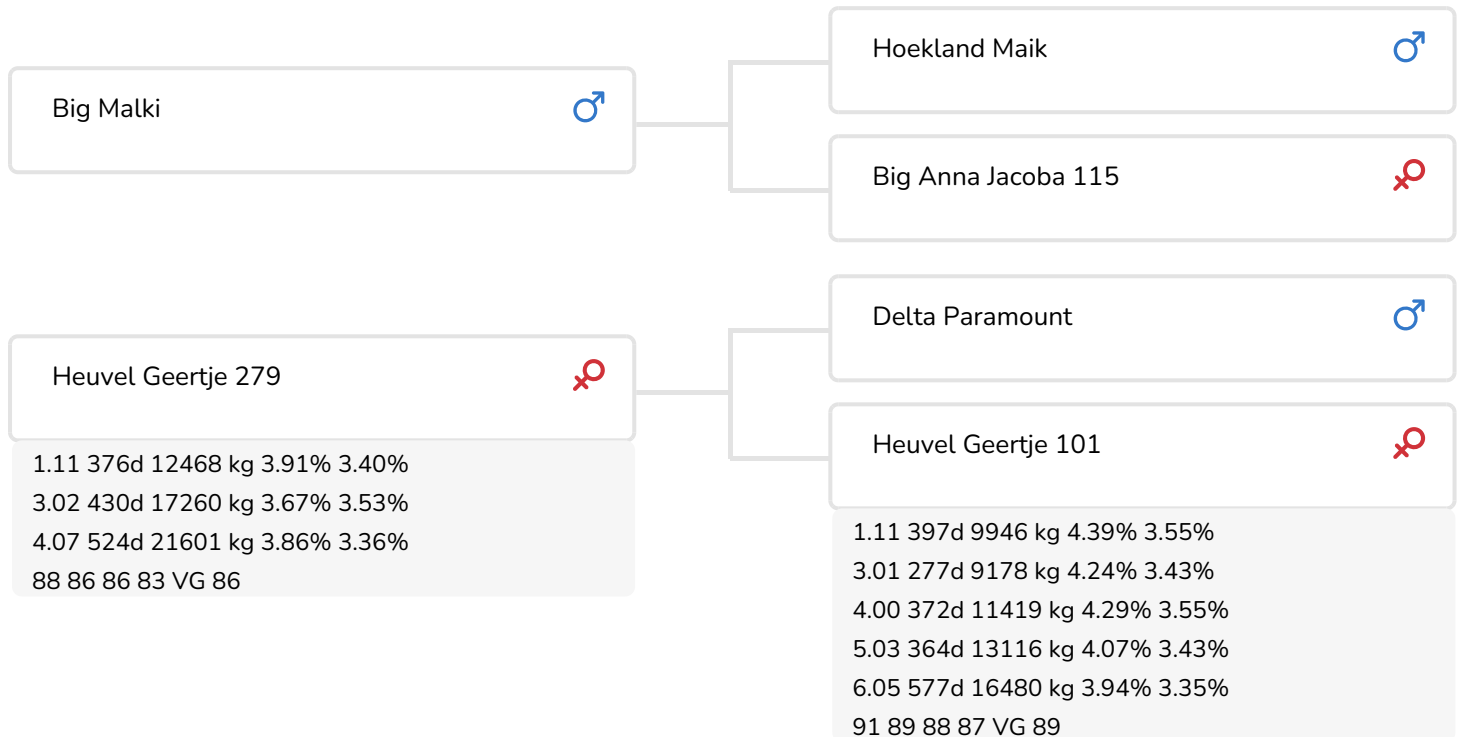 Big Malki
Hoekland Maik
Big Anna Jacoba 115
Heuvel Geertje 279
1.11 376d 12468 kg 3.91% 3.40%
3.02 430d 17260 kg 3.67% 3.53%
4.07 524d 21601 kg 3.86% 3.36%
88 86 86 83 VG 86
Delta Paramount
Heuvel Geertje 101
1.11 397d 9946 kg 4.39% 3.55%
3.01 277d 9178 kg 4.24% 3.43%
4.00 372d 11419 kg 4.29% 3.55%
5.03 364d 13116 kg 4.07% 3.43%
6.05 577d 16480 kg 3.94% 3.35%
91 89 88 87 VG 89